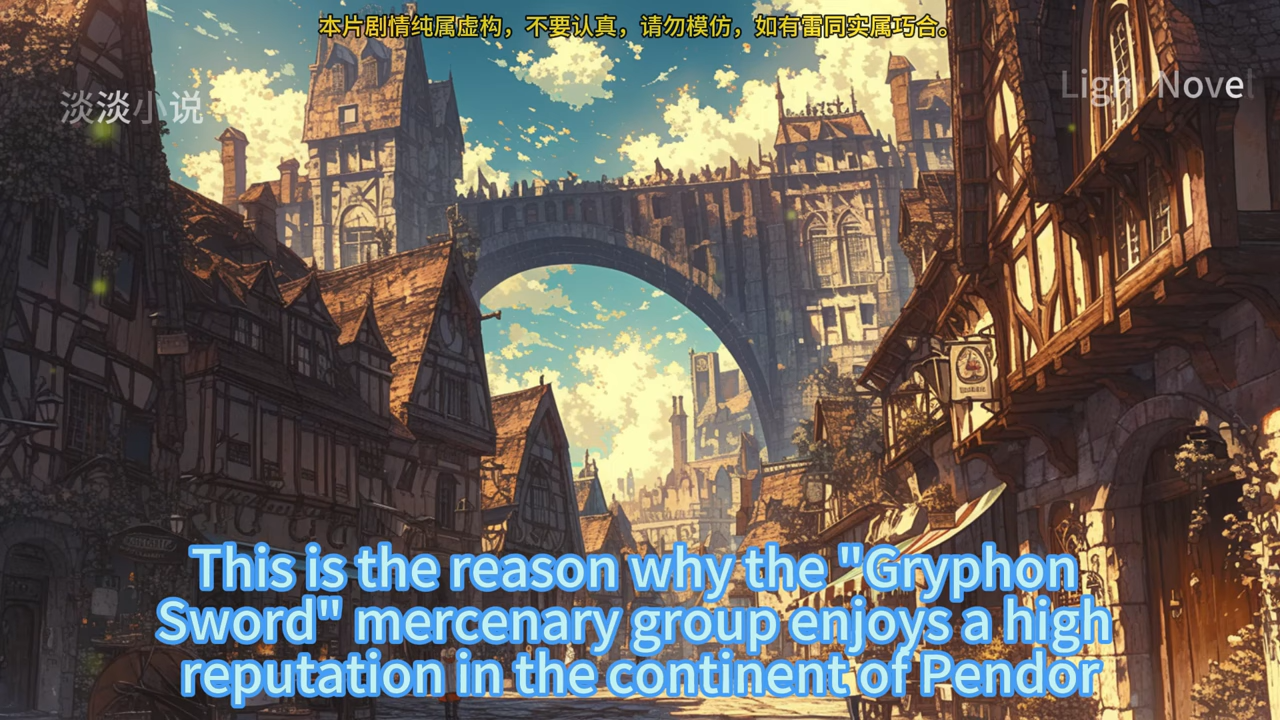 本片剧情纯属虚构，不要认真，请勿模仿，如有雷同实属巧合。
淡淡小说
Light Novel
This is the reason why the "Gryphon
Sword" mercenary group enjoys a high
reputation in the continent of Pendor